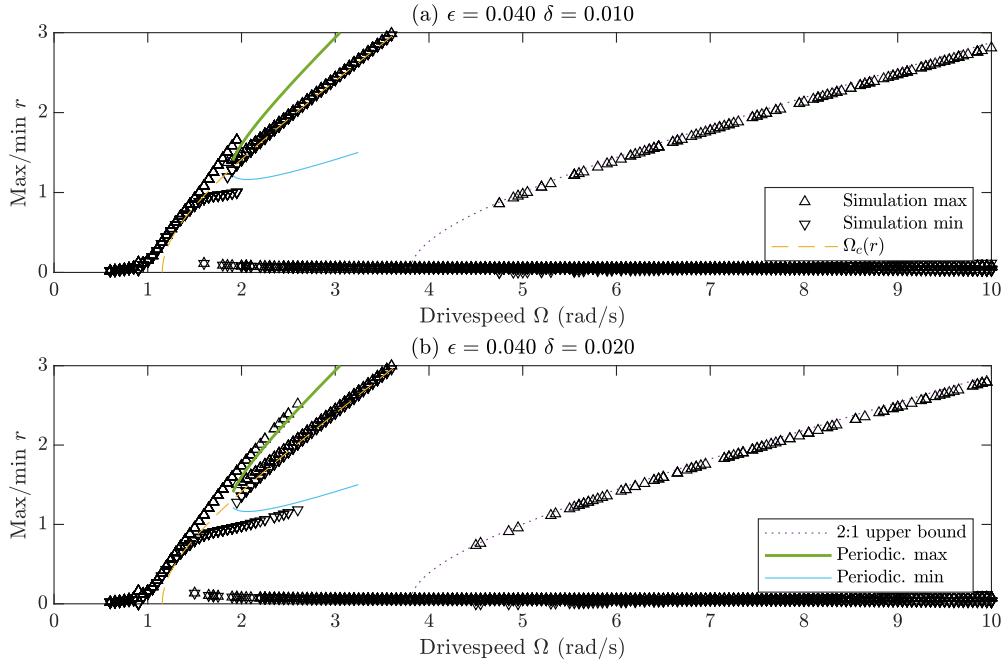 (a) ϵ = 0.040 δ = 0.010
Max/min r
3
2
1
0
0 1 2 3 4 5 6 7 8 9 10
Drivespeed Ω (rad/s)
Simulation max
Simulation min
Ω_c(r)
(b) ϵ = 0.040 δ = 0.020
Max/min r
3
2
1
0
0 1 2 3 4 5 6 7 8 9 10
Drivespeed Ω (rad/s)
2:1 upper bound
Periodic. max
Periodic. min